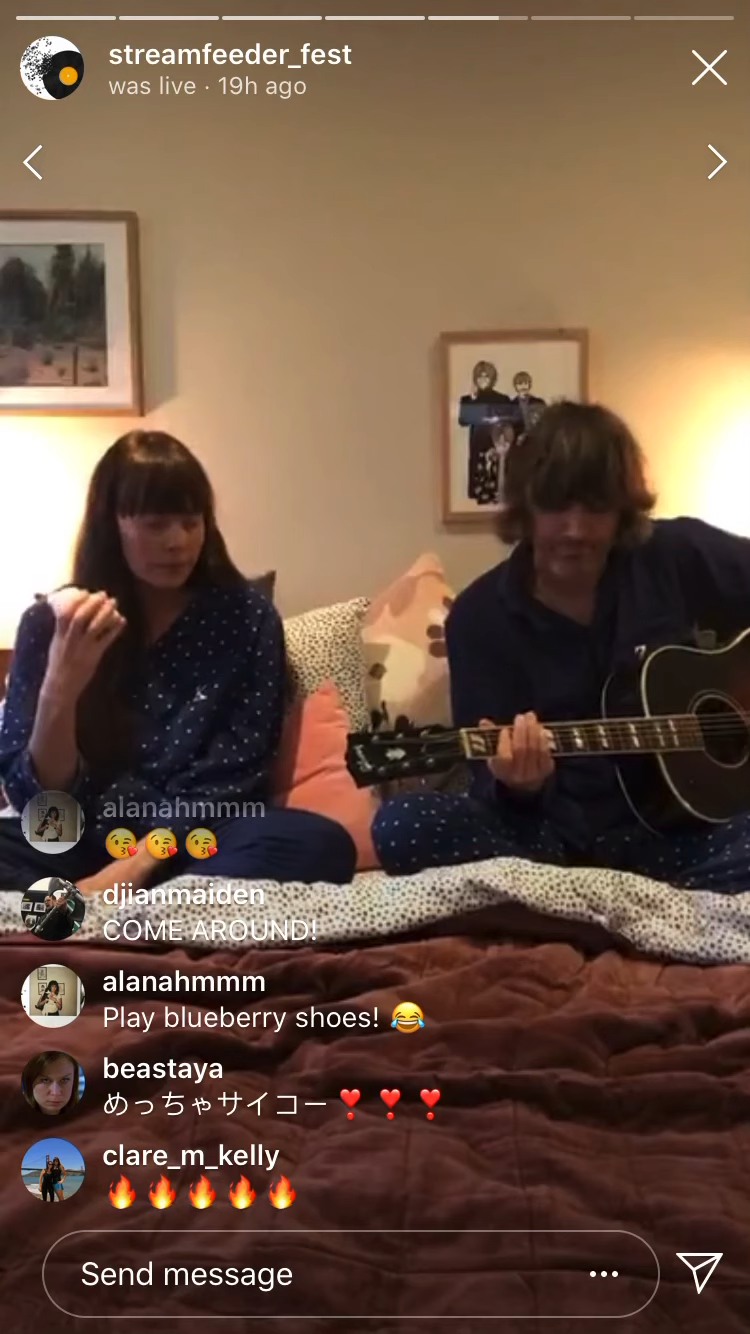 streamfeeder_fest
was live · 19h ago
alanahmmm
😘😘😘
djianmaiden
COME AROUND!
alanahmmm
Play blueberry shoes! 😂
beastaya
めっちゃサイコー❣️❣️❣️
clare_m_kelly
🔥🔥🔥🔥🔥
Send message